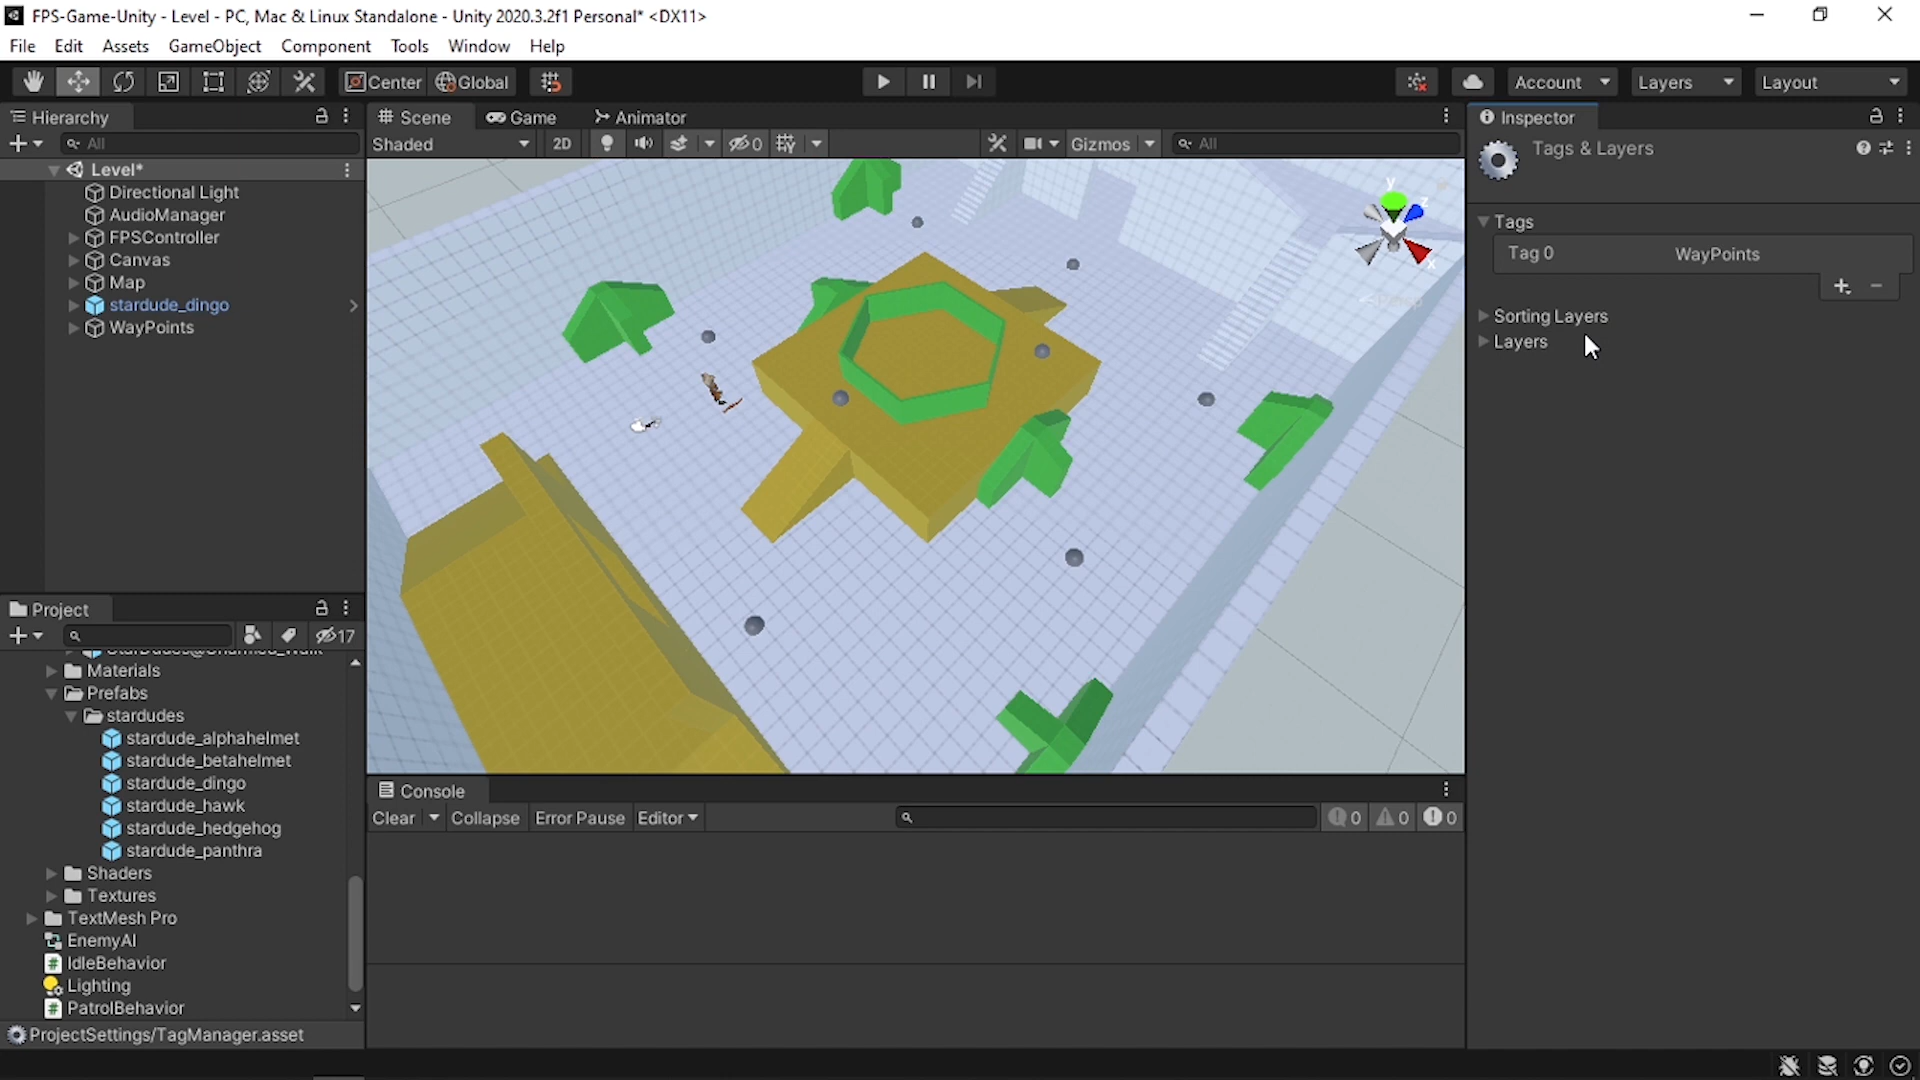 FPS-Game-Unity - Level - PC, Mac & Linux Standalone - Unity 2020.3.2f1 Personal* <DX11>
File Edit Assets GameObject Component Tools Window Help
Center Global Account Layers Layout
Hierarchy
All
Level*
Directional Light
AudioManager
FPSController
Canvas
Map
stardude_dingo
WayPoints
Scene Game Animator
Shaded 2D 0 Gizmos All
y
z
x
Persp
Inspector
Tags & Layers
Tags
Tag 0 WayPoints
Sorting Layers
Layers
Project
17
Materials
Prefabs
stardudes
stardude_alphahelmet
stardude_betahelmet
stardude_dingo
stardude_hawk
stardude_hedgehog
stardude_panthra
Shaders
Textures
TextMesh Pro
EnemyAI
IdleBehavior
Lighting
PatrolBehavior
ProjectSettings/TagManager.asset
Console
Clear Collapse Error Pause Editor 0 0 0